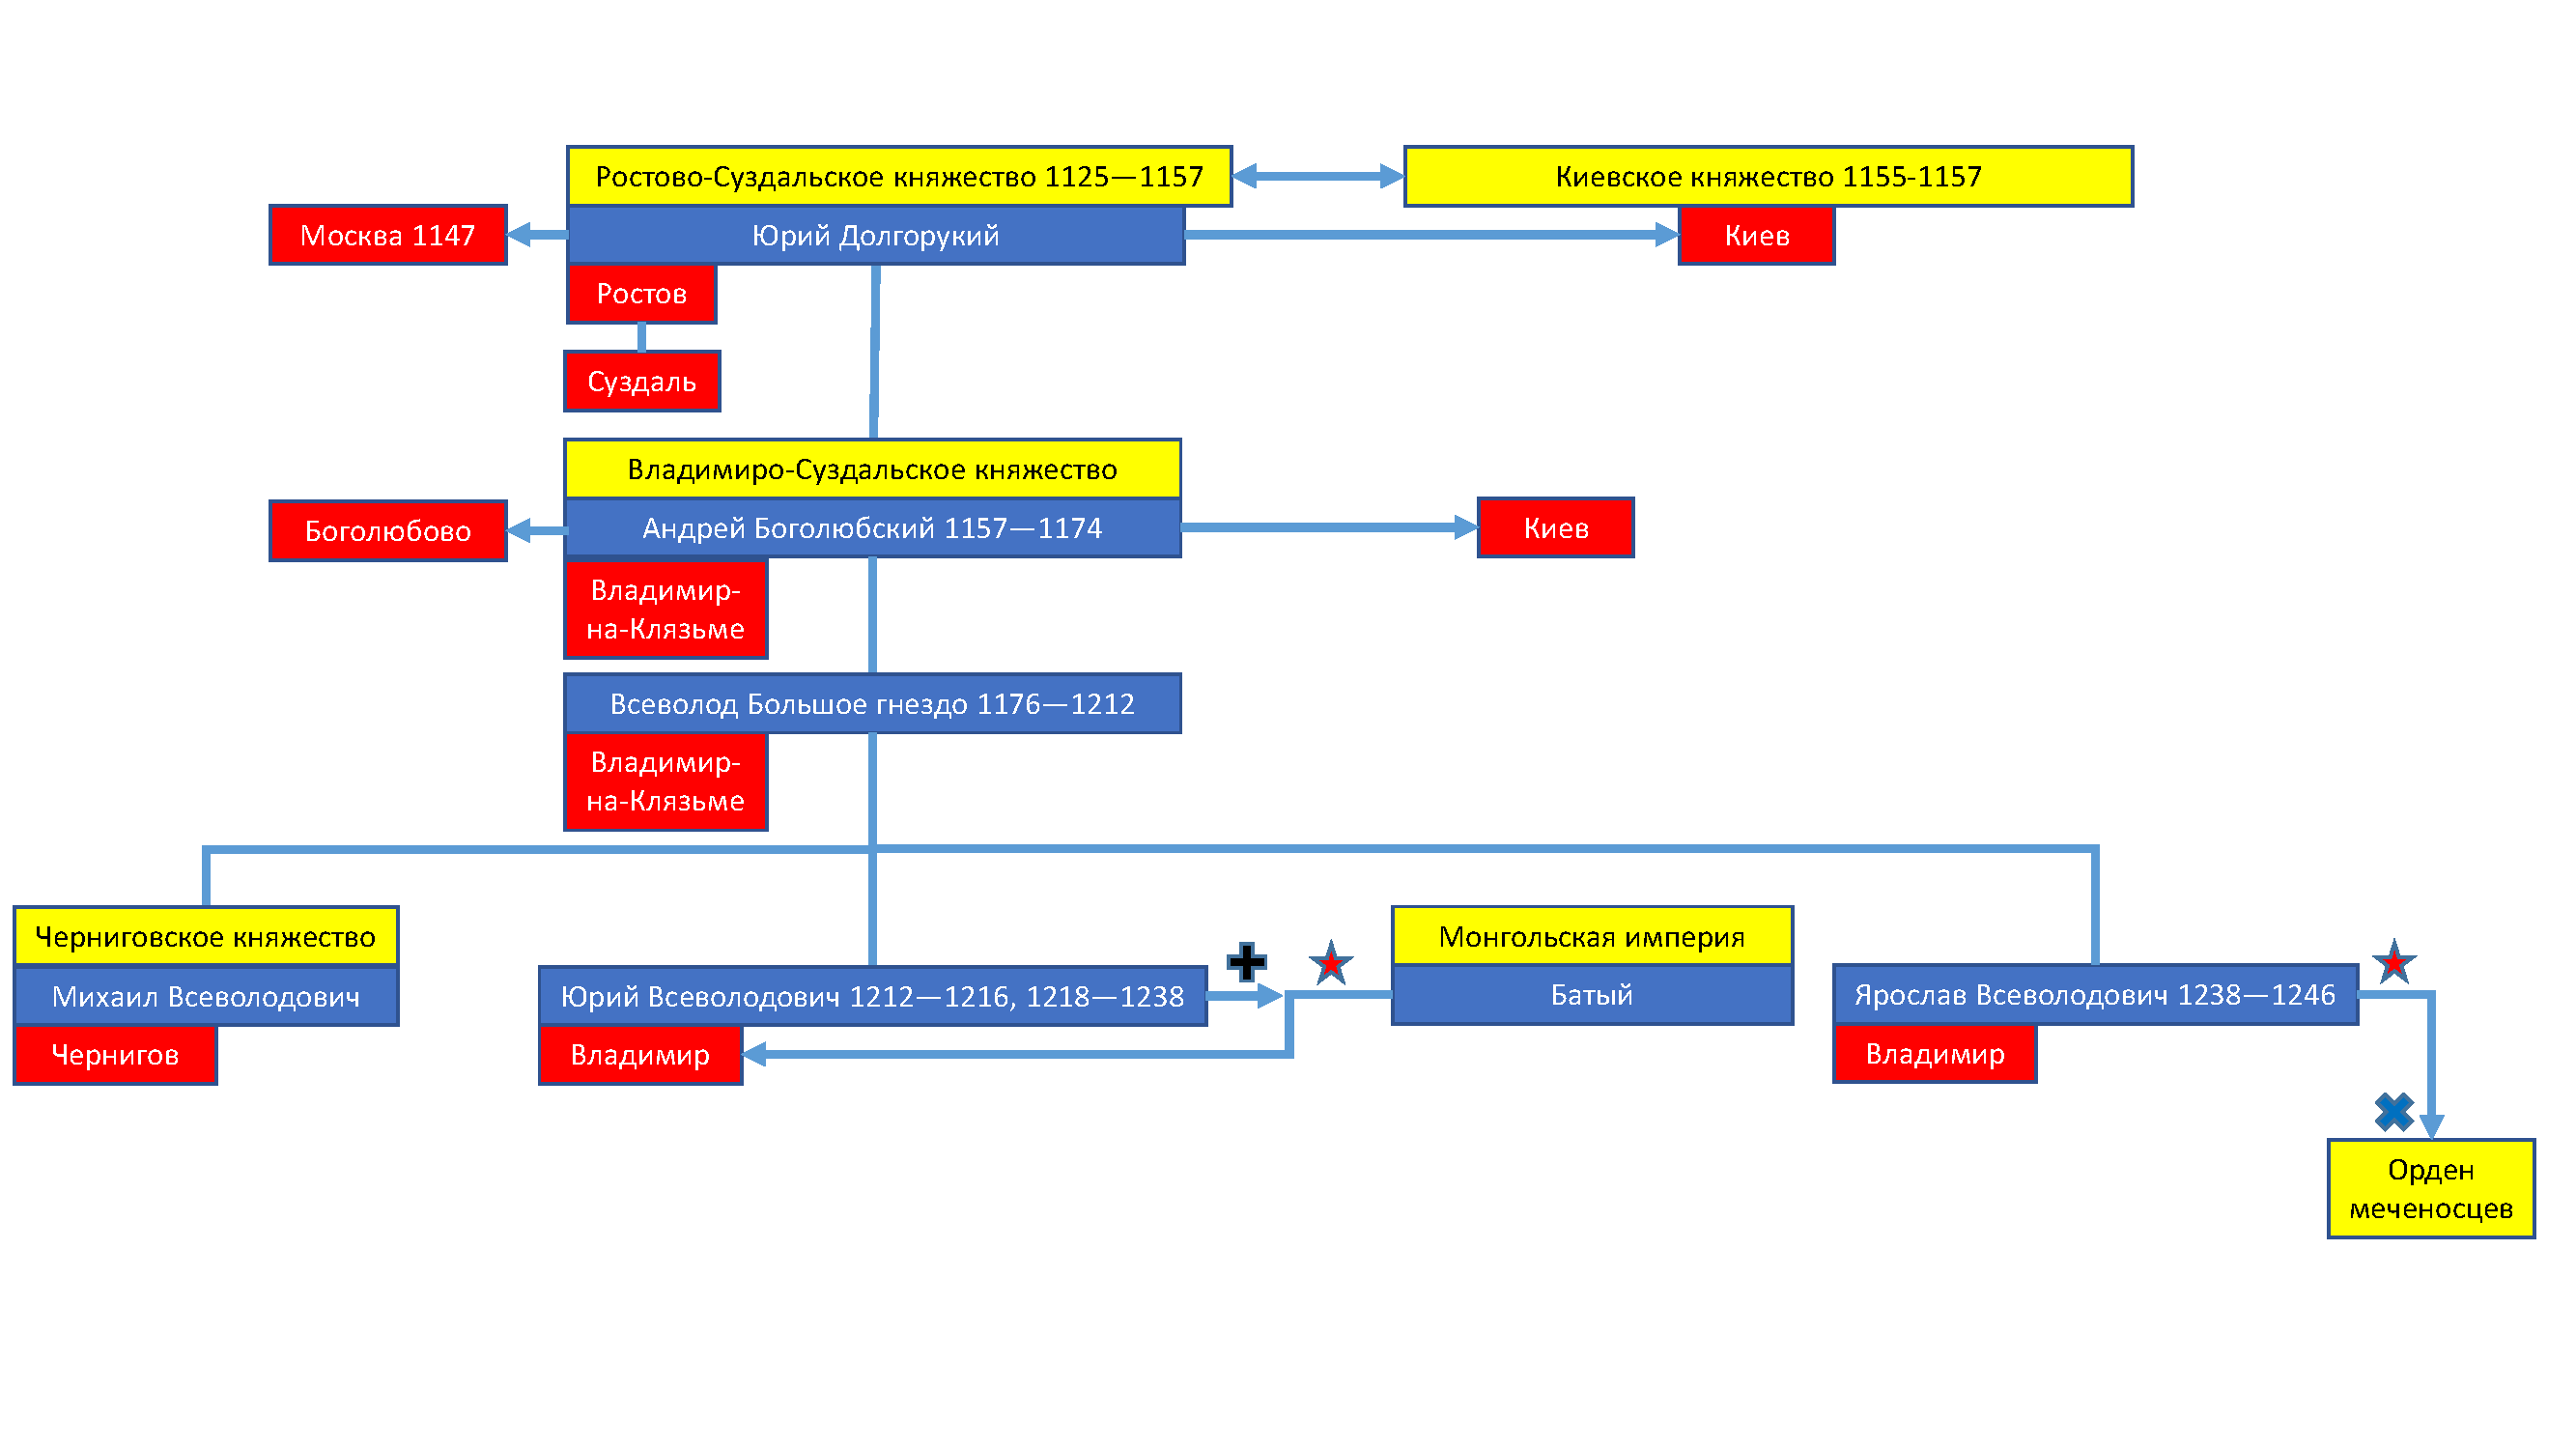 Ростово-Суздальское княжество 1125—1157
Киевское княжество 1155-1157
Москва 1147
Юрий Долгорукий
Киев
Ростов
Суздаль
Владимиро-Суздальское княжество
Боголюбово
Андрей Боголюбский 1157—1174
Киев
Владимир-
на-Клязьме
Всеволод Большое гнездо 1176—1212
Владимир-
на-Клязьме
Черниговское княжество
Михаил Всеволодович
Чернигов
Юрий Всеволодович 1212—1216, 1218—1238
Владимир
Монгольская империя
Батый
Ярослав Всеволодович 1238—1246
Владимир
Орден
меченосцев